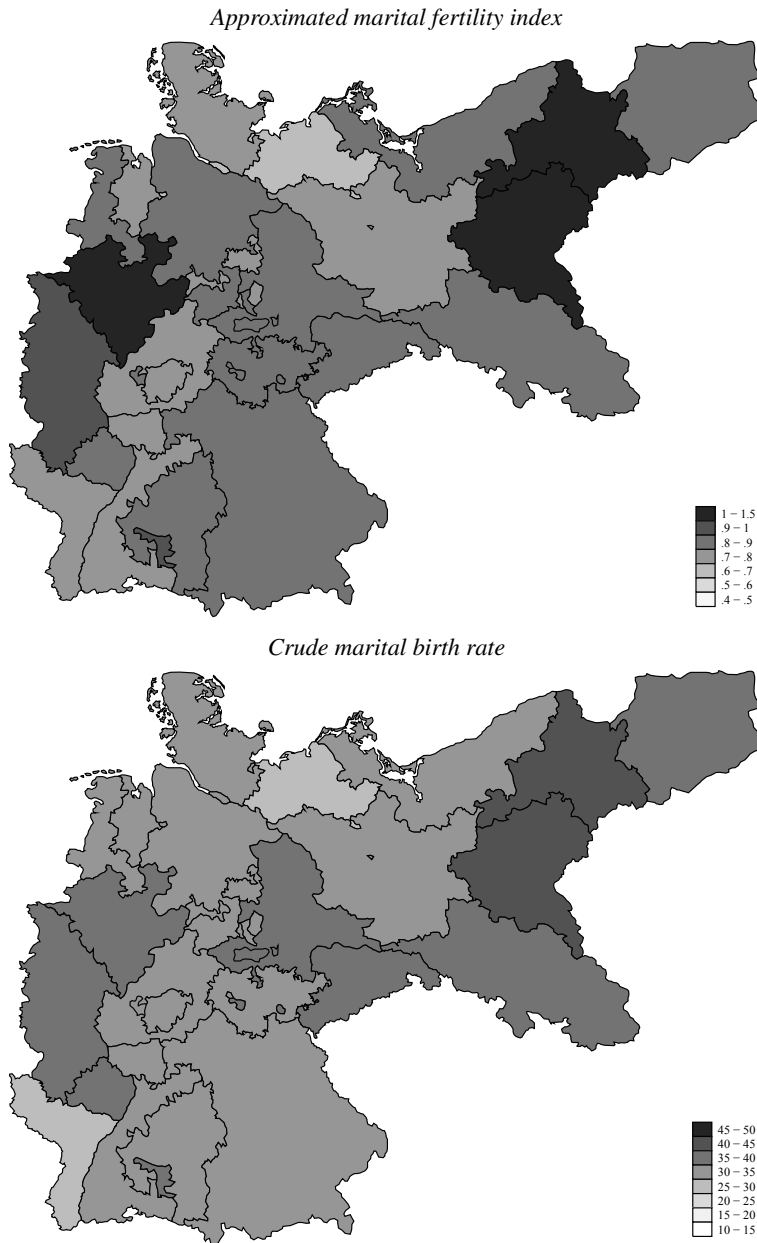 Approximated marital fertility index
1 – 1.5
.9 – 1
.8 – .9
.7 – .8
.6 – .7
.5 – .6
.4 – .5
Crude marital birth rate
45 – 50
40 – 45
35 – 40
30 – 35
25 – 30
20 – 25
15 – 20
10 – 15